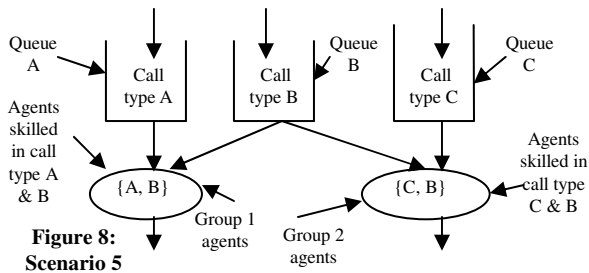 Queue
A
Call
type A
Call
type B
Queue
B
Call
type C
Queue
C
Agents
skilled
in call
type A
& B
{A, B}
Group 1
agents
Group 2
agents
{C, B}
Agents
skilled in
call type
C & B
Figure 8:
Scenario 5